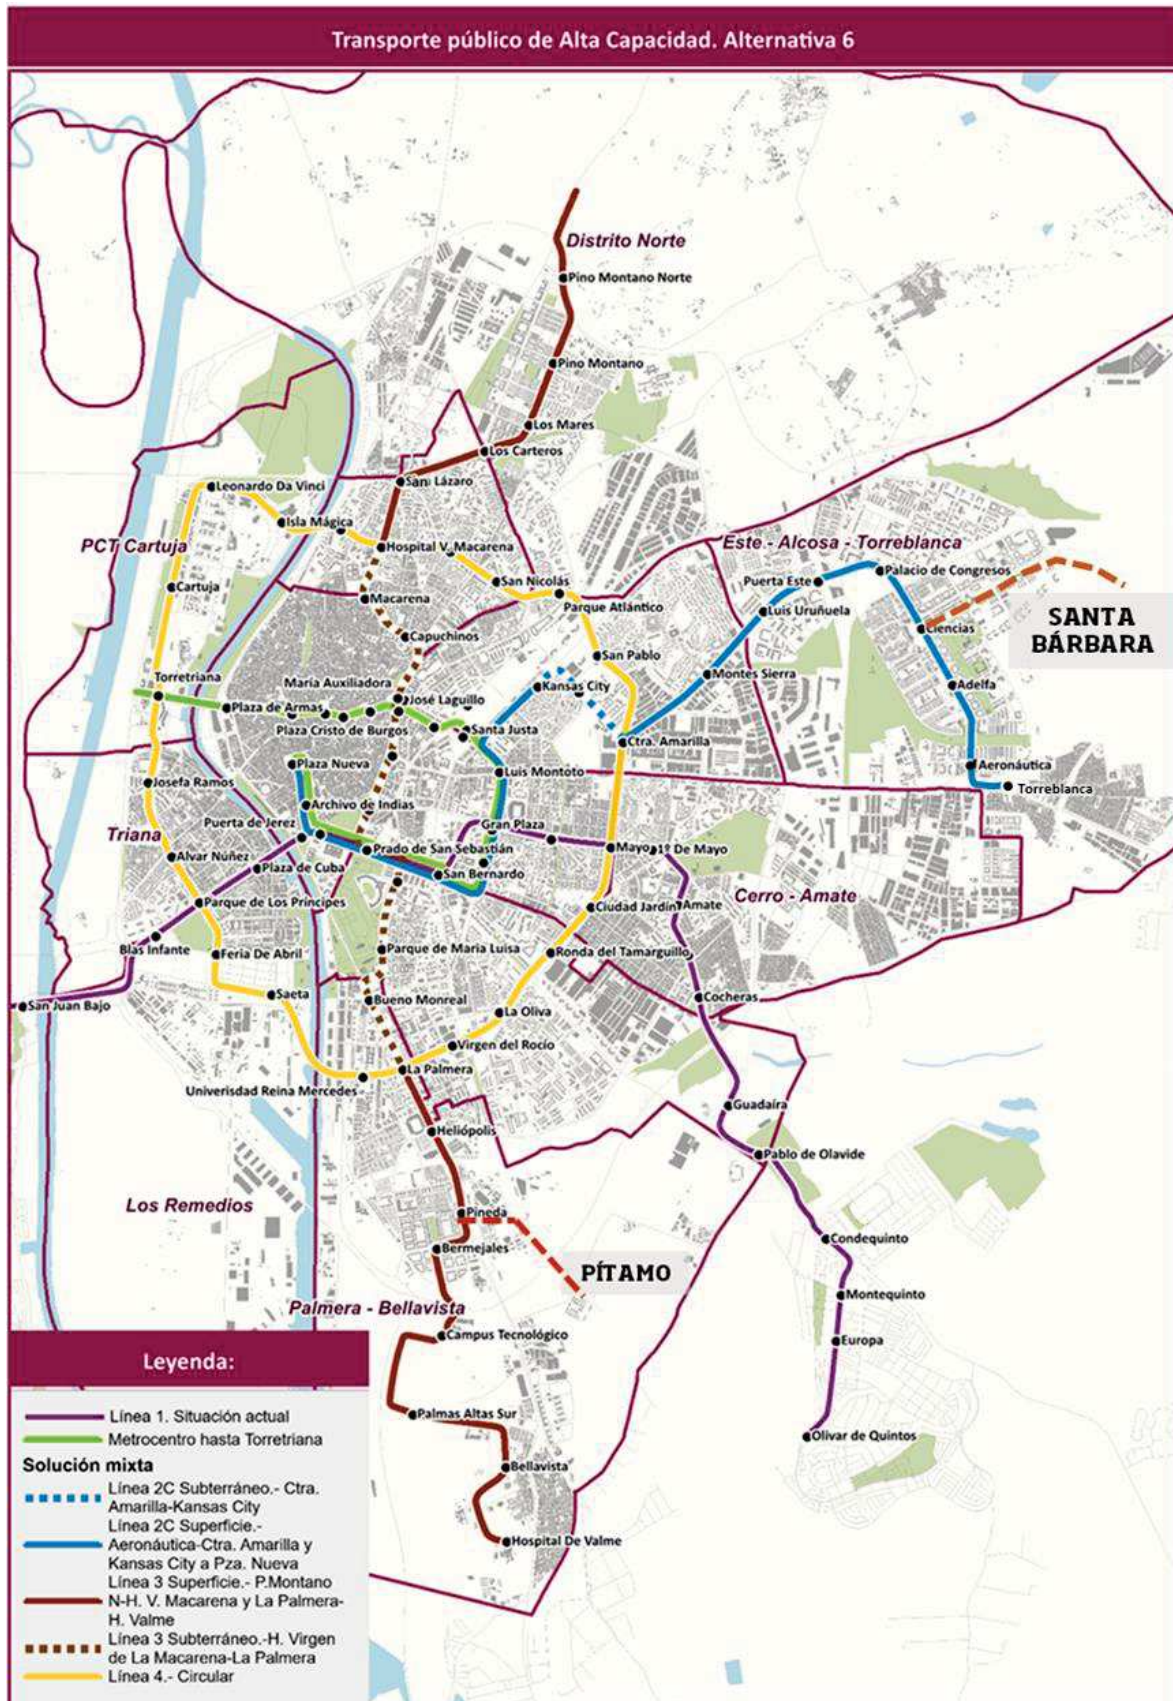 Transporte público de Alta Capacidad. Alternativa 6
Distrito Norte
Pino Montano Norte
Pino Montano
Los Mares
Los Carteros
San Lázaro
Leonardo Da Vinci
Isla Mágica
PCT Cartuja
Hospital V. Macarena
Este - Alcosa - Torreblanca
Palacio de Congresos
Puerta Este
San Nicolás
Cartuja
Macarena
Parque Atlántico
Luis Uruñuela
SANTA
BÁRBARA
Ciencias
Capuchinos
San Pablo
Montes Sierra
Torretriana
María Auxiliadora
Kansas City
Adelfa
José Laguillo
Plaza de Armas
Plaza Cristo de Burgos
Santa Justa
Ctra. Amarilla
Plaza Nueva
Luis Montoto
Aeronáutica
Josefa Ramos
Torreblanca
Archivo de Indias
Puerta de Jerez
Gran Plaza
Triana
Prado de San Sebastián
Mayo
1º De Mayo
Alvar Núñez
Plaza de Cuba
San Bernardo
Cerro - Amate
Parque de Los Príncipes
Ciudad Jardín
Amate
Blas Infante
Feria De Abril
Parque de María Luisa
Ronda del Tamarguillo
Saeta
Bueno Monreal
Cocheras
San Juan Bajo
La Oliva
Virgen del Rocío
La Palmera
Univerisdad Reina Mercedes
Guadaíra
Heliópolis
Pablo de Olavide
Los Remedios
Pineda
Bermejales
Condequinto
PÍTAMO
Montequinto
Palmera - Bellavista
Campus Tecnológico
Europa
Palmas Altas Sur
Olivar de Quintos
Bellavista
Hospital De Valme
Leyenda:
Línea 1. Situación actual
Metrocentro hasta Torretriana
Solución mixta
Línea 2C Subterráneo.- Ctra.
Amarilla-Kansas City
Línea 2C Superficie.-
Aeronáutica-Ctra. Amarilla y
Kansas City a Pza. Nueva
Línea 3 Superficie.- P.Montano
N-H. V. Macarena y La Palmera-
H. Valme
Línea 3 Subterráneo.-H. Virgen
de La Macarena-La Palmera
Línea 4.- Circular